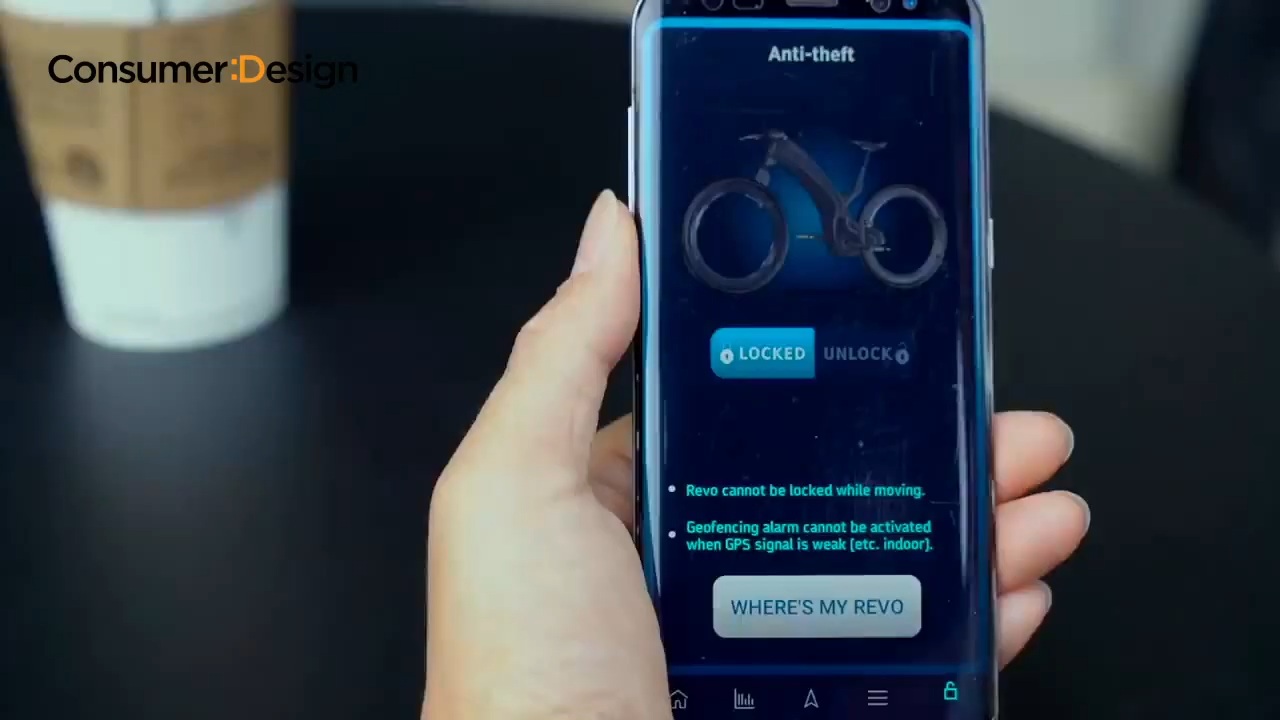 Consumer:Design
Anti-theft
LOCKED
UNLOCK
Revo cannot be locked while moving.
Geofencing alarm cannot be activated
when GPS signal is weak (etc. indoor).
WHERE'S MY REVO